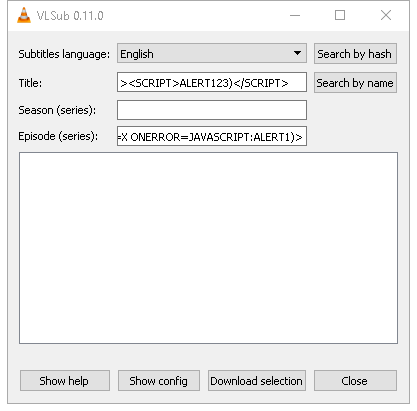 VLSub 0.11.0
Subtitles language: English Search by hash
Title: ><SCRIPT>ALERT123)</SCRIPT> Search by name
Season (series):
Episode (series): =X ONERROR=JAVASCRIPT:ALERT1)>
Show help Show config Download selection Close